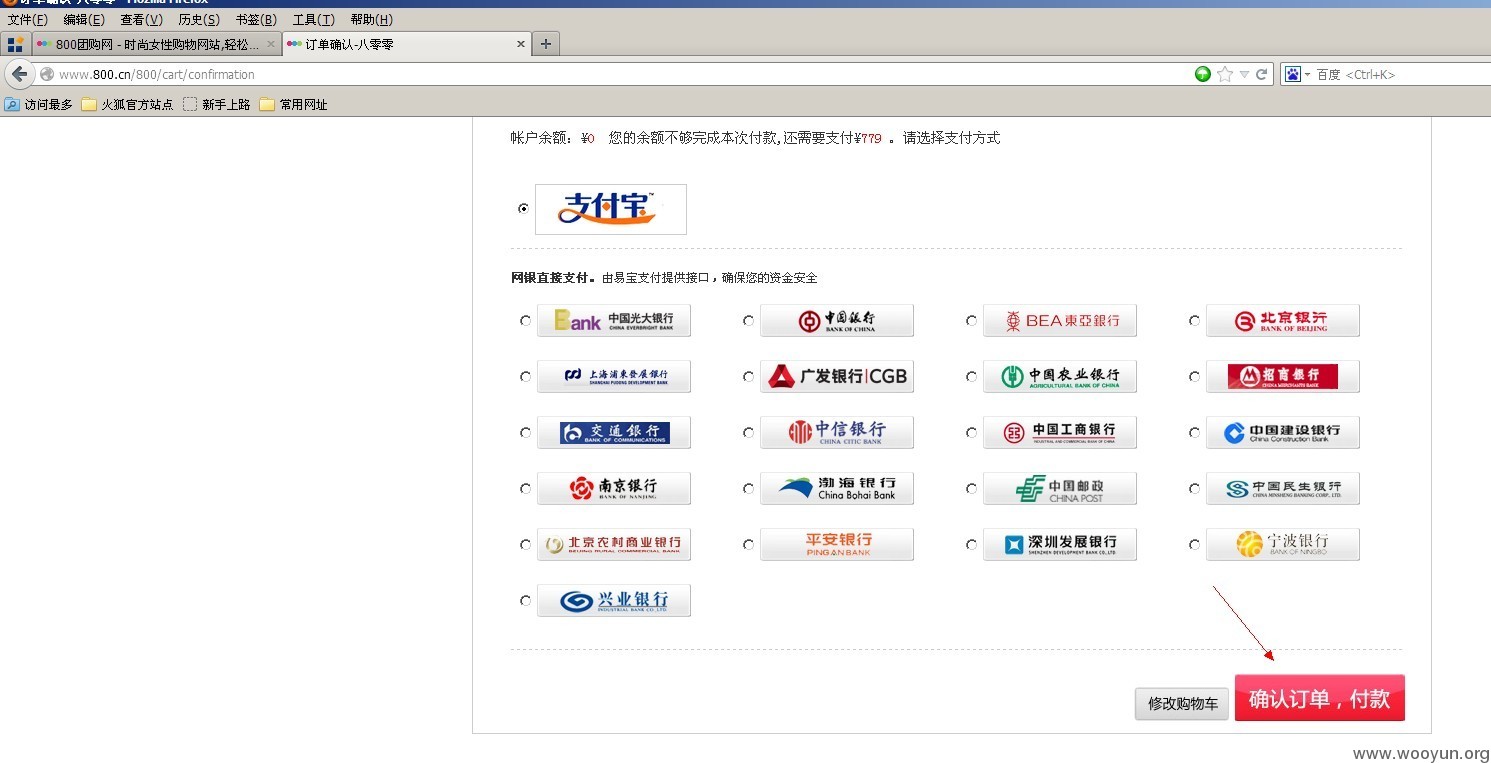 订单确认-八零零 - Mozilla Firefox
文件(F) 编辑(E) 查看(V) 历史(S) 书签(B) 工具(T) 帮助(H)
800团购网 - 时尚女性购物网站,轻松... × 订单确认-八零零 × +
www.800.cn/800/cart/confirmation 百度 <Ctrl+K>
访问最多 火狐官方站点 新手上路 常用网址
帐户余额：¥0 您的余额不够完成本次付款,还需要支付¥779 。请选择支付方式
支付宝™
网银直接支付。由易宝支付提供接口，确保您的资金安全
Bank 中国光大银行 CHINA EVERBRIGHT BANK
中国银行 BANK OF CHINA
BEA東亞銀行
北京银行 BANK OF BEIJING
上海浦東發展銀行 SHANGHAI PUDONG DEVELOPMENT BANK
广发银行|CGB
中国农业银行 AGRICULTURAL BANK OF CHINA
招商银行 CHINA MERCHANTS BANK
交通銀行 BANK OF COMMUNICATIONS
中信银行 CHINA CITIC BANK
中国工商银行 INDUSTRIAL AND COMMERCIAL BANK OF CHINA
中国建设银行 China Construction Bank
南京银行 BANK OF NANJING
渤海银行 China Bohai Bank
中国邮政 CHINA POST
中国民生银行 CHINA MINSHENG BANKING CORP., LTD.
北京农村商业银行 BEIJING RURAL COMMERCIAL BANK
平安银行 PINGAN BANK
深圳发展银行 SHENZHEN DEVELOPMENT BANK CO.,LTD.
宁波银行 BANK OF NINGBO
兴业银行 INDUSTRIAL BANK CO.,LTD.
修改购物车 确认订单，付款
www.wooyun.org